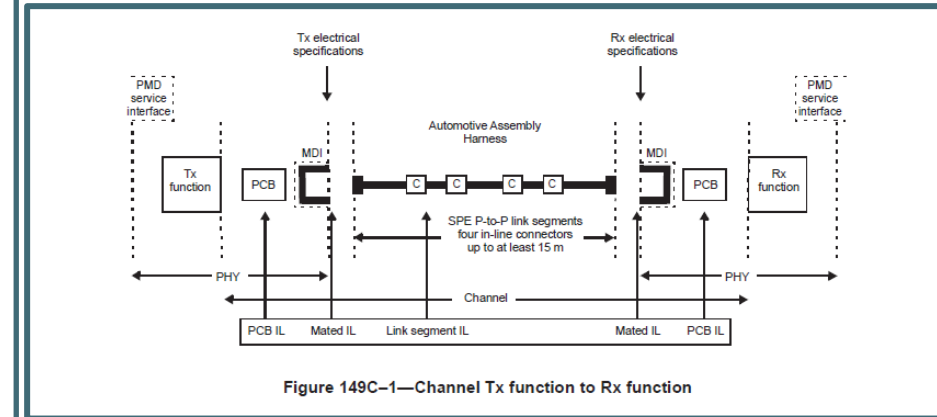 Tx electrical
specifications
Rx electrical
specifications
PMD
service
interface
PMD
service
interface
Automotive Assembly
Harness
MDI
MDI
Tx
function
PCB
C
C
C
C
PCB
Rx
function
SPE P-to-P link segments
four in-line connectors
up to at least 15 m
PHY
PHY
Channel
PCB IL
Mated IL
Link segment IL
Mated IL
PCB IL
Figure 149C–1—Channel Tx function to Rx function